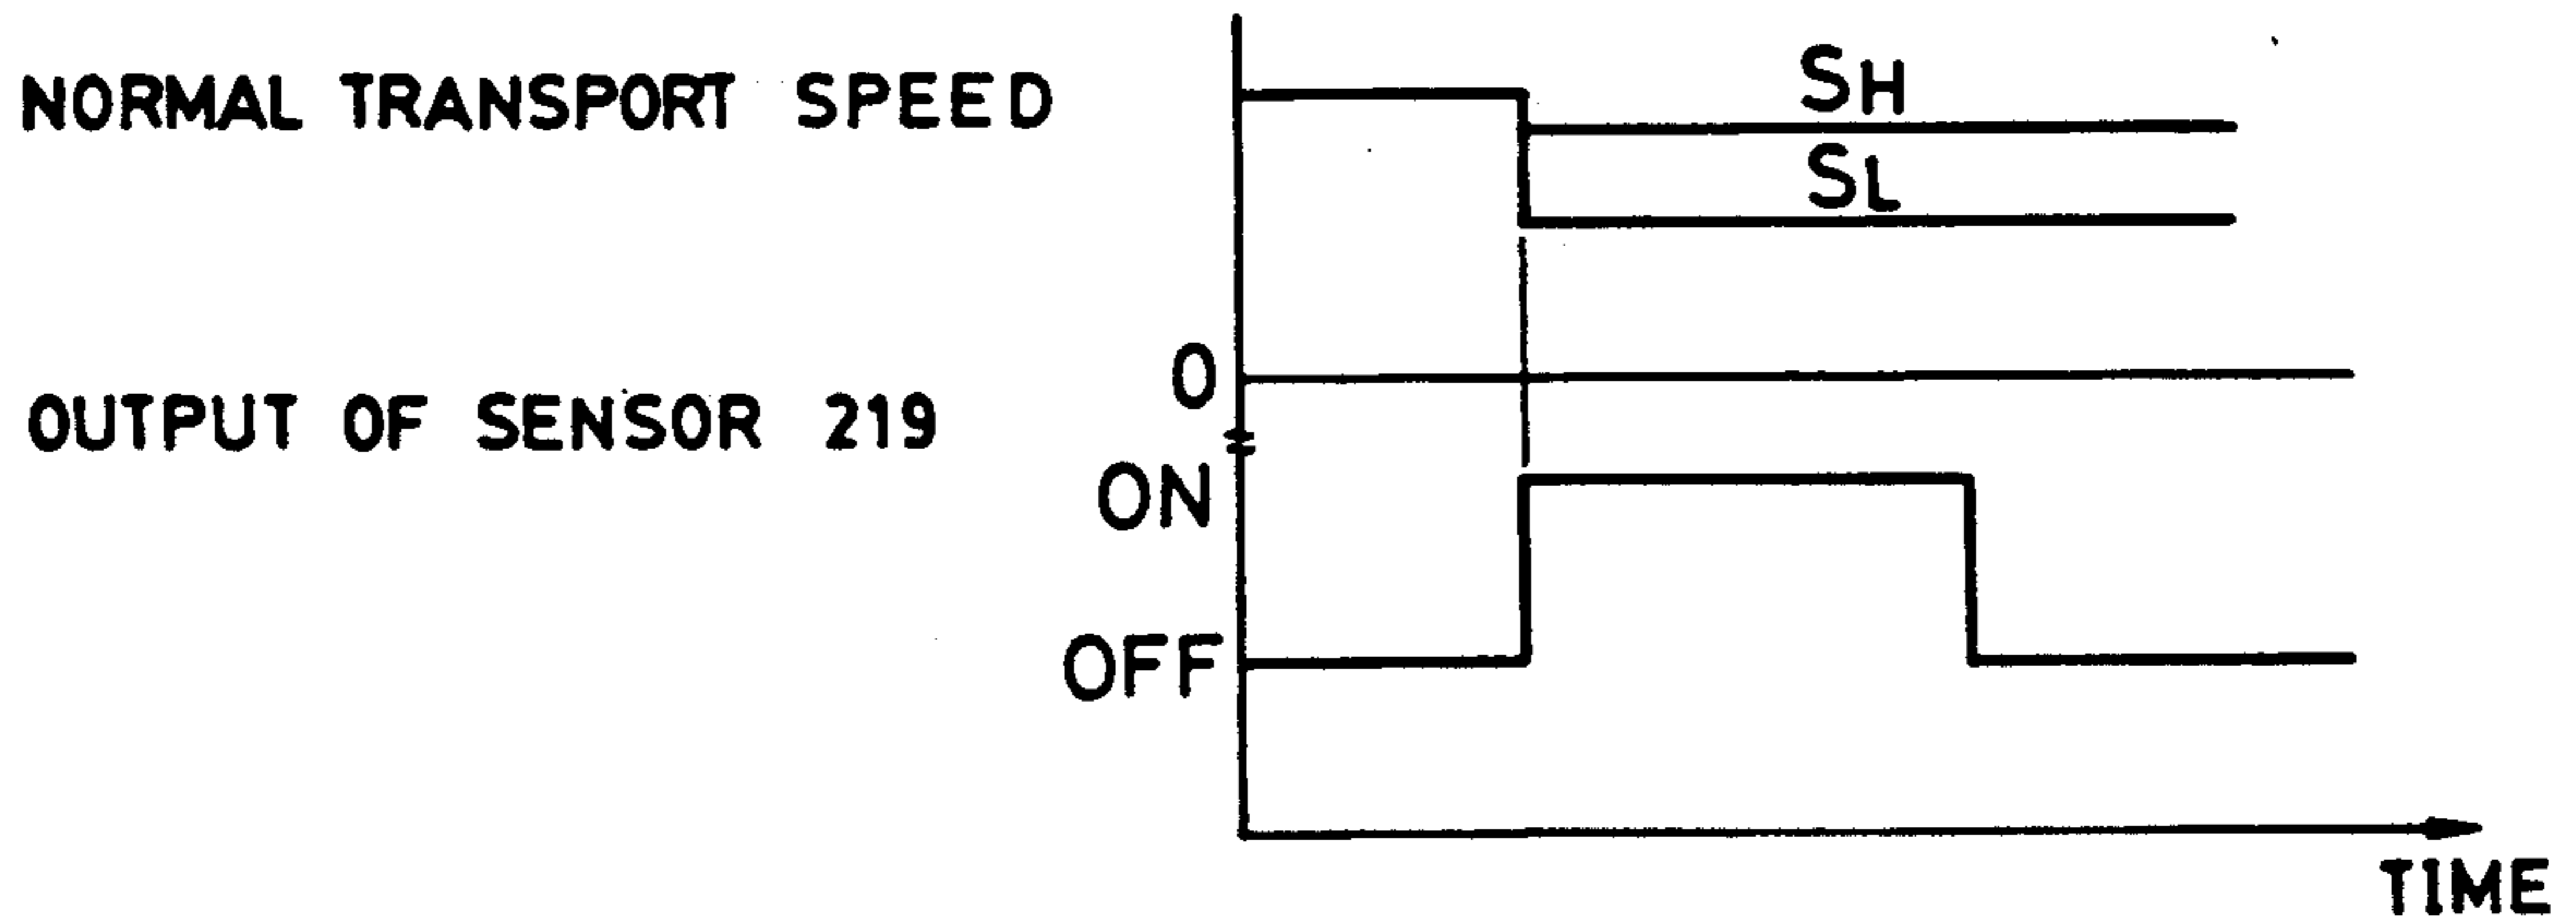 NORMAL TRANSPORT SPEED
SH
SL
0
OUTPUT OF SENSOR 219
ON
OFF
TIME